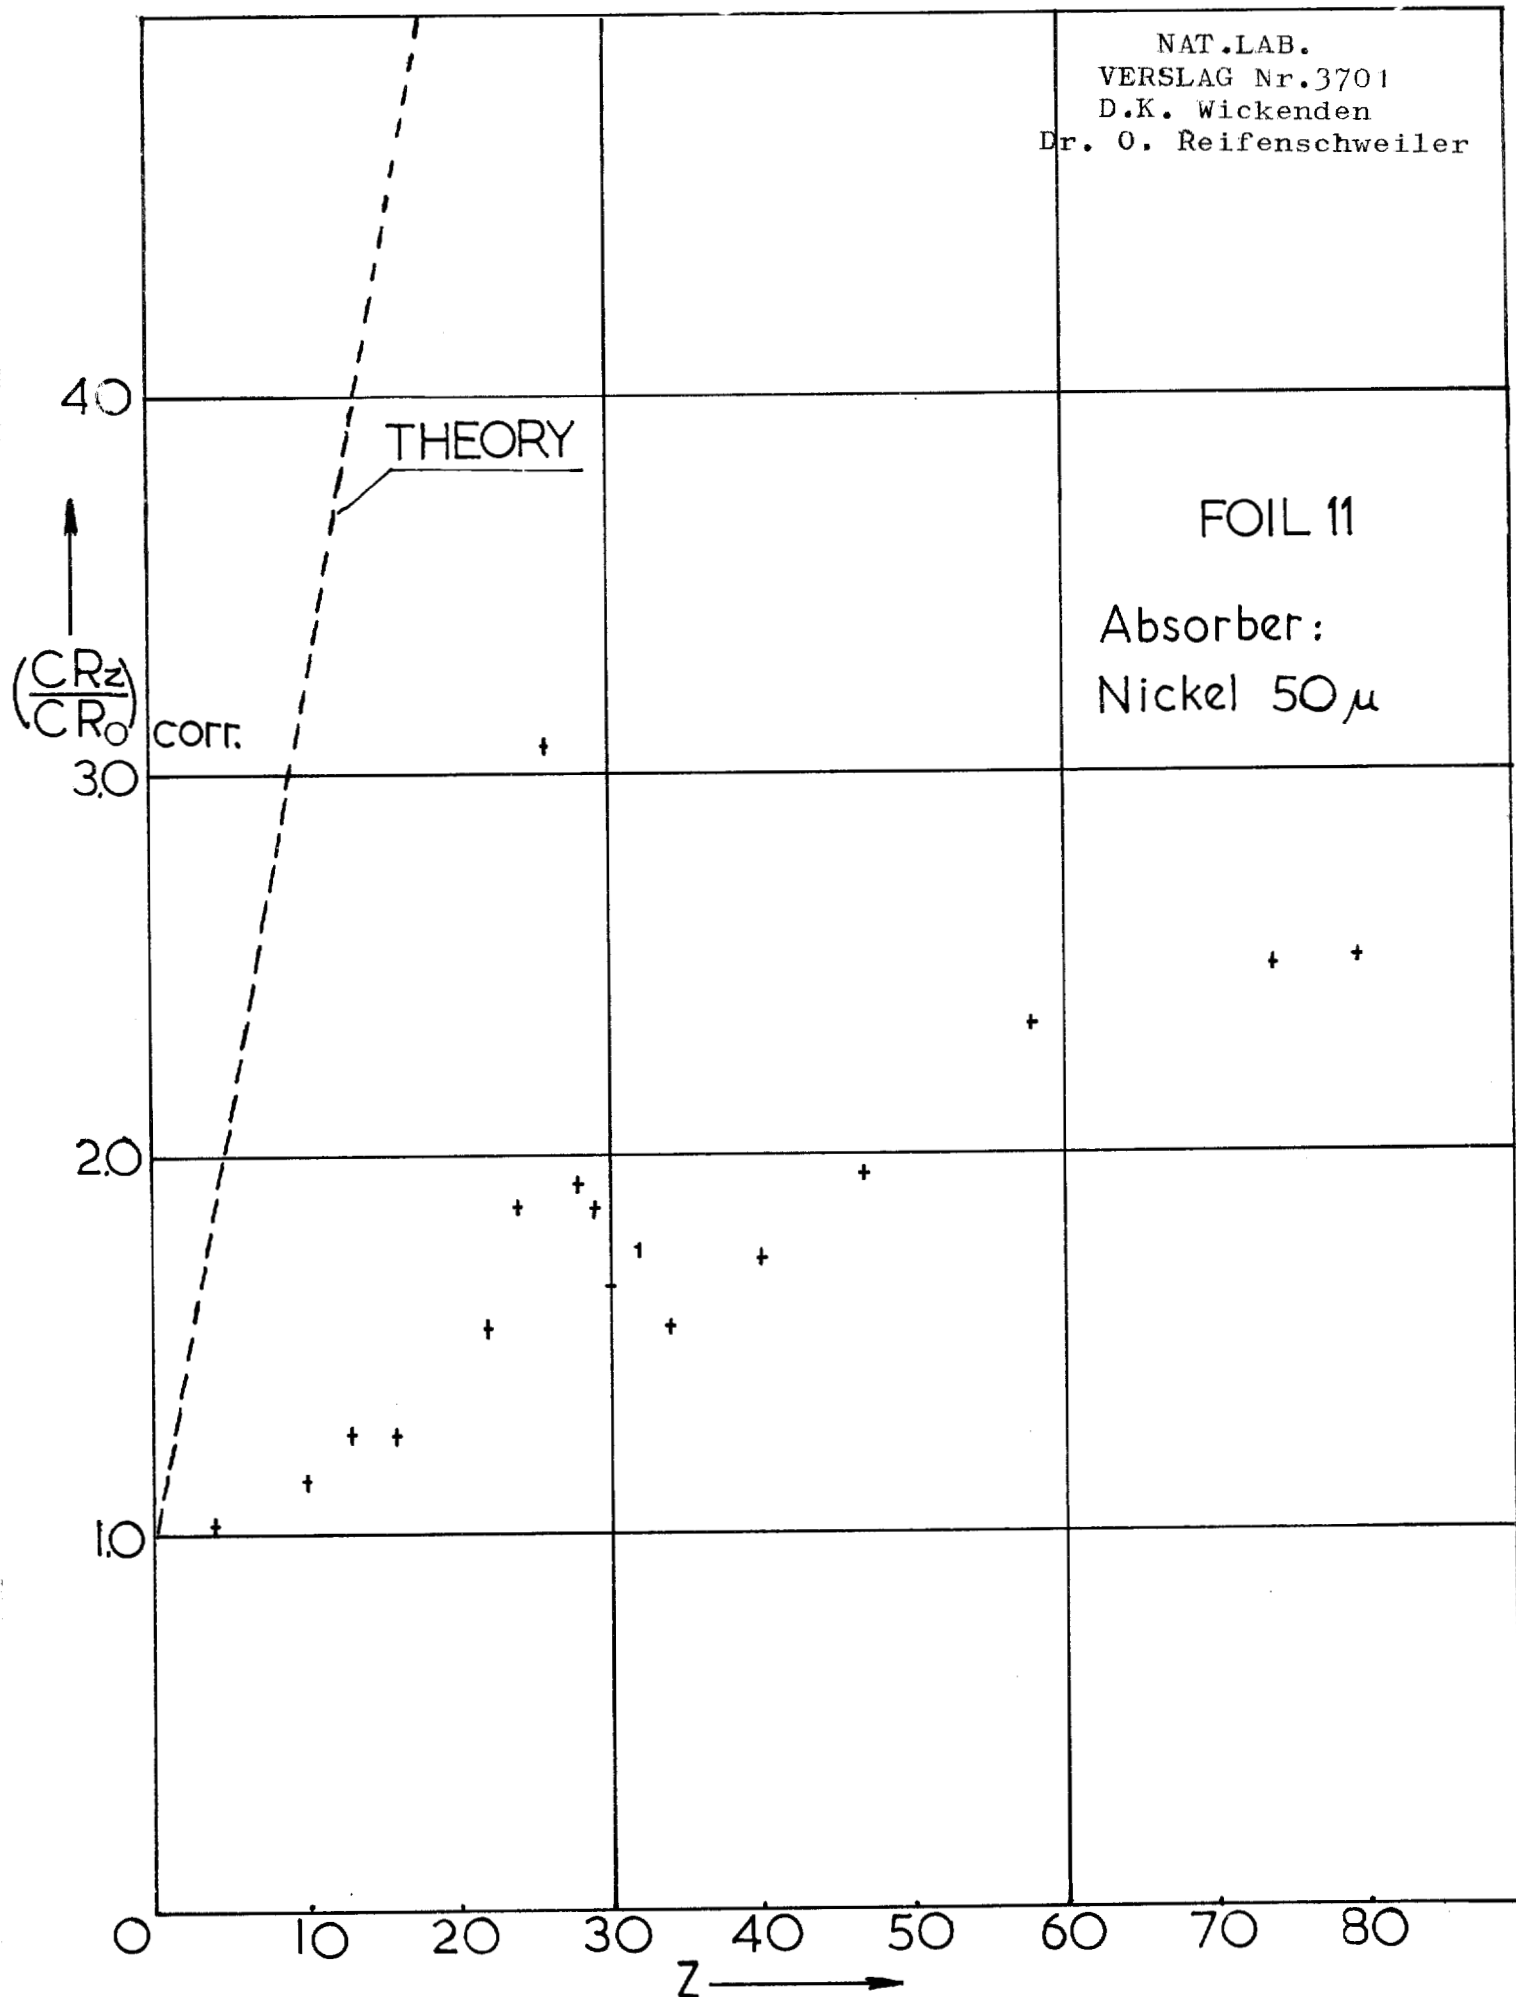 NAT.LAB.
VERSLAG Nr.3701
D.K. Wickenden
Dr. O. Reifenschweiler
4.0
THEORY
FOIL 11
Absorber:
Nickel 50 μ
(CRz/CRo) corr.
3.0
2.0
1.0
0 10 20 30 40 50 60 70 80
Z